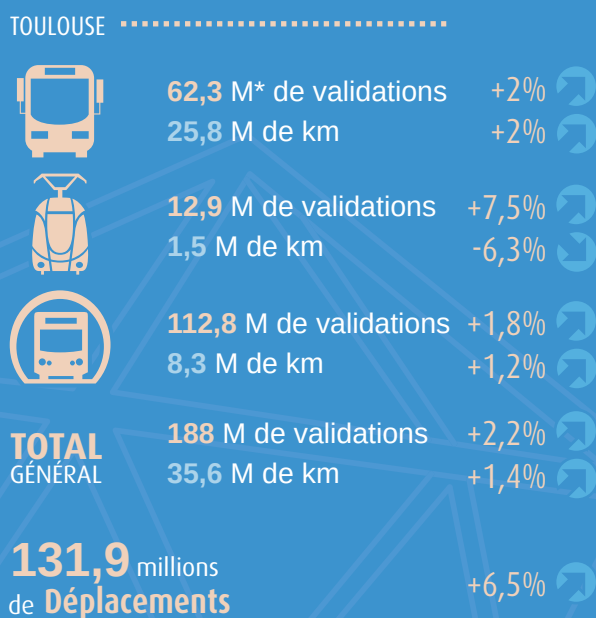 TOULOUSE
62,3 M* de validations +2%
25,8 M de km +2%
12,9 M de validations +7,5%
1,5 M de km -6,3%
112,8 M de validations +1,8%
8,3 M de km +1,2%
TOTAL
GÉNÉRAL
188 M de validations +2,2%
35,6 M de km +1,4%
131,9 millions
de Déplacements +6,5%